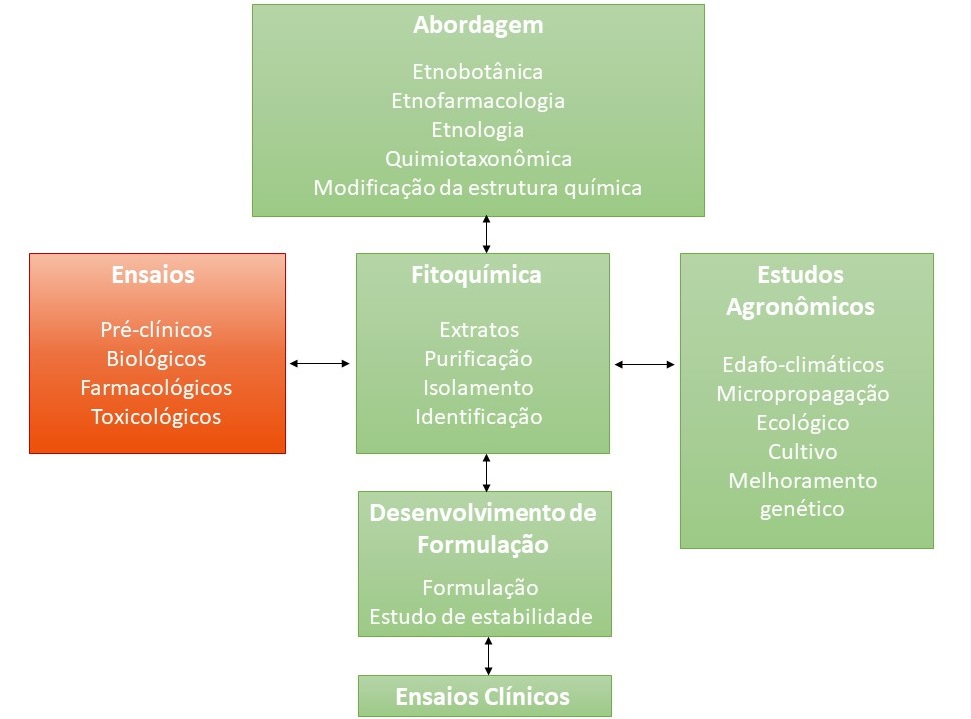 Abordagem
Etnobotânica
Etnofarmacologia
Etnologia
Quimiotaxonômica
Modificação da estrutura química
Ensaios
Pré-clínicos
Biológicos
Farmacológicos
Toxicológicos
Fitoquímica
Extratos
Purificação
Isolamento
Identificação
Estudos
Agronômicos
Edafo-climáticos
Micropropagação
Ecológico
Cultivo
Melhoramento
genético
Desenvolvimento de
Formulação
Formulação
Estudo de estabilidade
Ensaios Clínicos